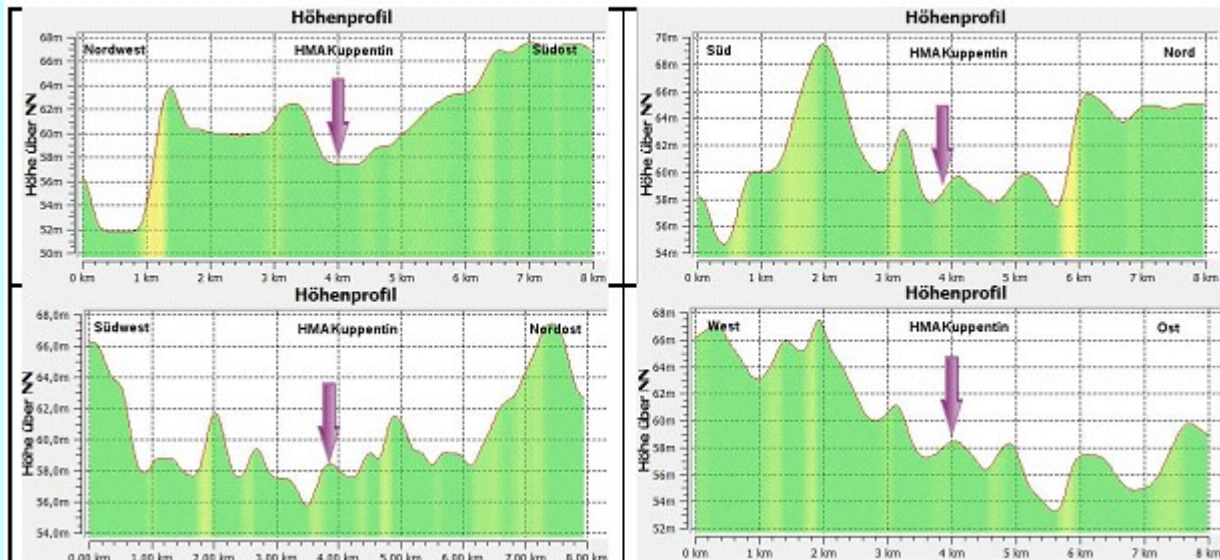 Höhenprofil
Nordwest HMA Kuppentin Südost
Höhe über NN
68m
66m
64m
62m
60m
58m
56m
54m
52m
50m
0 km 1 km 2 km 3 km 4 km 5 km 6 km 7 km 8 km
Höhenprofil
Süd HMA Kuppentin Nord
Höhe über NN
70m
68m
66m
64m
62m
60m
58m
56m
54m
0 km 1 km 2 km 3 km 4 km 5 km 6 km 7 km 8 km
Höhenprofil
Südwest HMA Kuppentin Nordost
Höhe über NN
68,0m
66,0m
64,0m
62,0m
60,0m
58,0m
56,0m
54,0m
0.00 km 1.00 km 2.00 km 3.00 km 4.00 km 5.00 km 6.00 km 7.00 km 8.00 km
Höhenprofil
West HMA Kuppentin Ost
Höhe über NN
68m
66m
64m
62m
60m
58m
56m
54m
52m
0 km 1 km 2 km 3 km 4 km 5 km 6 km 7 km 8 km